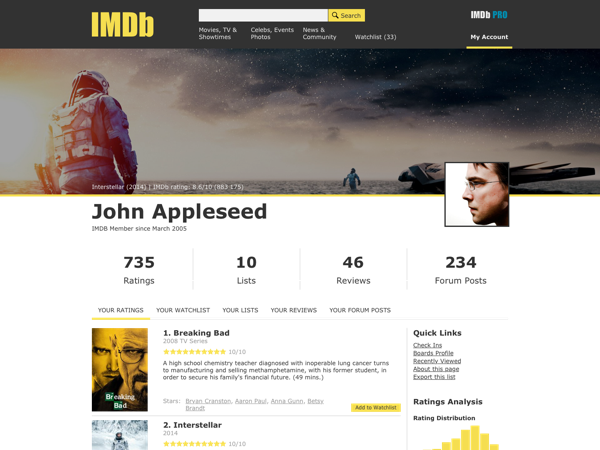 IMDb
Search
IMDb PRO
Movies, TV & Showtimes
Celebs, Events Photos
News & Community
Watchlist (33)
My Account
Interstellar (2014) | IMDb rating: 8.6/10 (983 175)
John Appleseed
IMDB Member since March 2005
735
Ratings
10
Lists
46
Reviews
234
Forum Posts
YOUR RATINGS
YOUR WATCHLIST
YOUR LISTS
YOUR REVIEWS
YOUR FORUM POSTS
Breaking
Bad
1. Breaking Bad
2008 TV Series
10/10
A high school chemistry teacher diagnosed with inoperable lung cancer turns
to manufacturing and selling methamphetamine, with his former student, in
order to secure his family's financial future. (49 mins.)
Stars: Bryan Cranston, Aaron Paul, Anna Gunn, Betsy
Brandt
Add to Watchlist
2. Interstellar
2014
10/10
Quick Links
Check Ins
Boards Profile
Recently Viewed
About this page
Export this list
Ratings Analysis
Rating Distribution